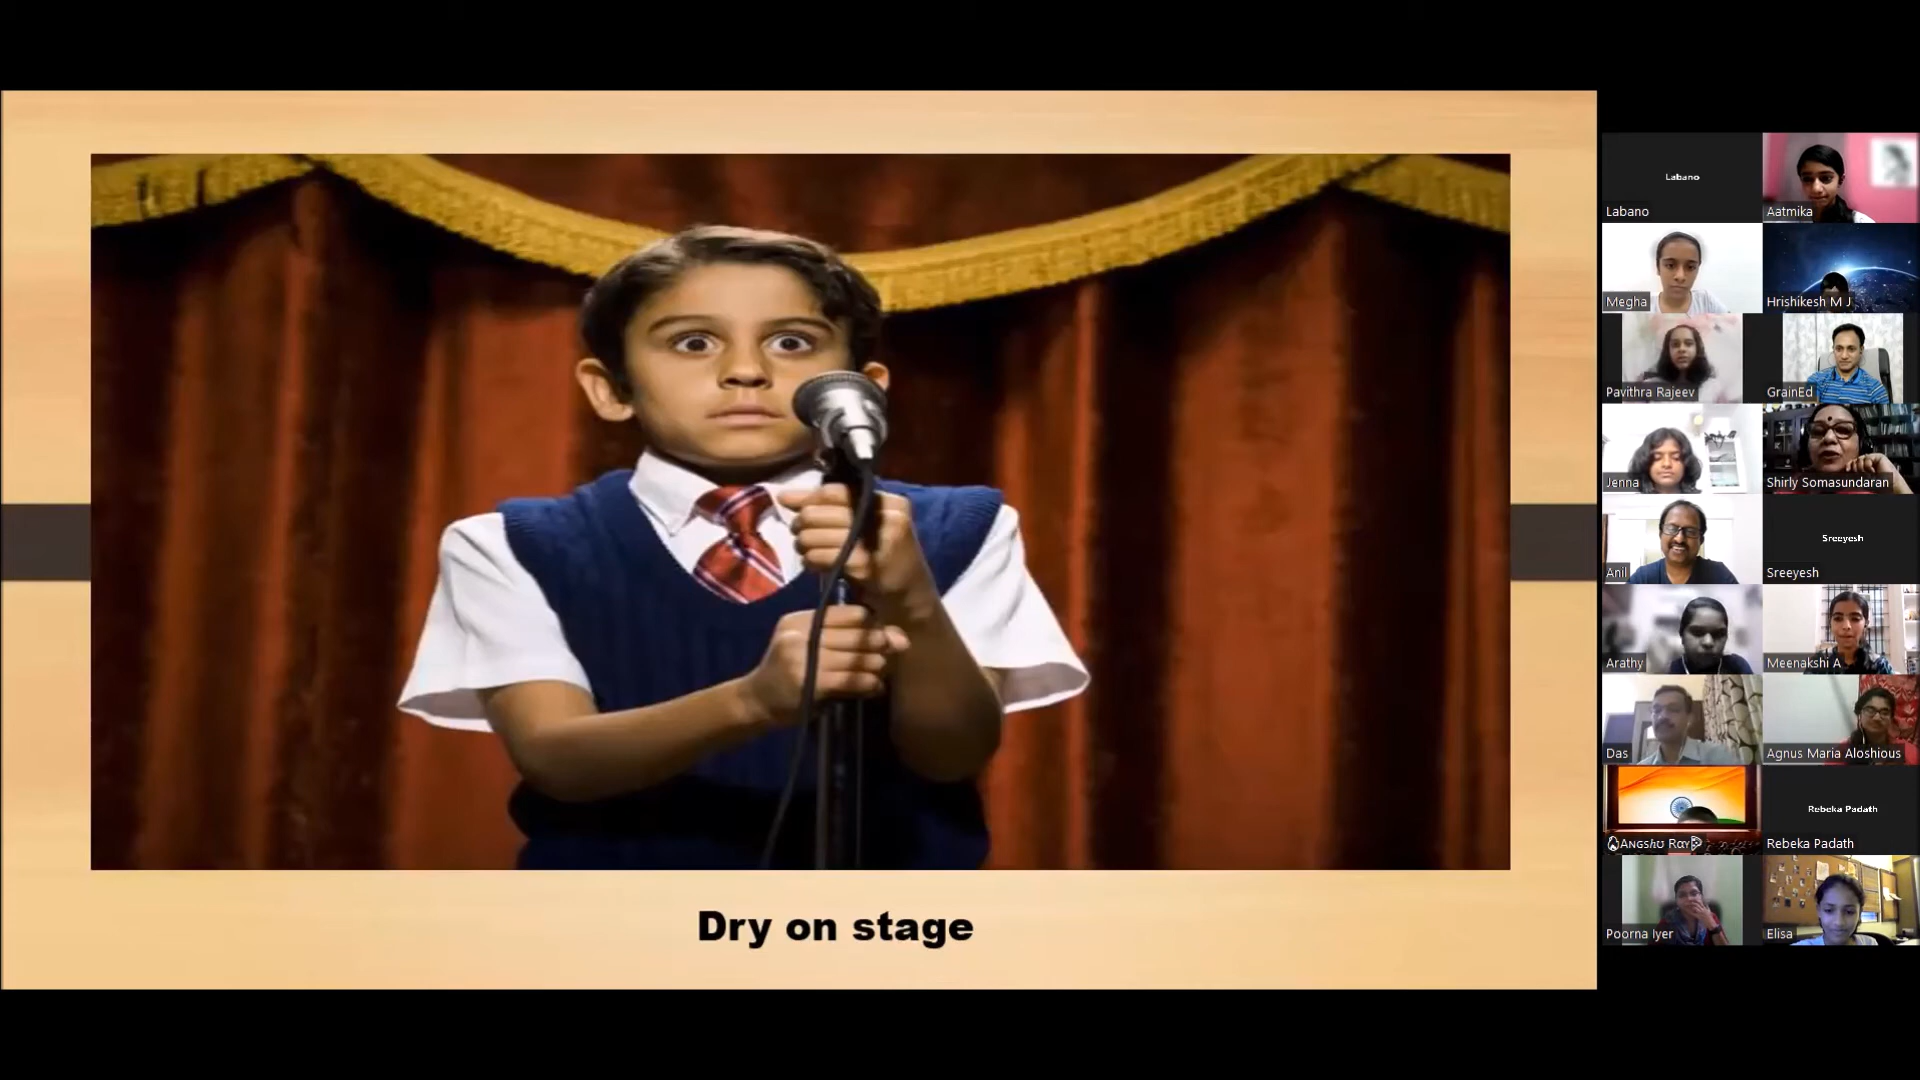 Dry on stage
Labano
Labano
Aatmika
Megha
Hrishikesh M J
Pavithra Rajeev
GrainEd
Jenna
Shirly Somasundaran
Anil
Sreeyesh
Sreeyesh
Arathy
Meenakshi A
Das
Agnus Maria Aloshious
Rebeka Padath
Rebeka Padath
Poorna Iyer
Elisa